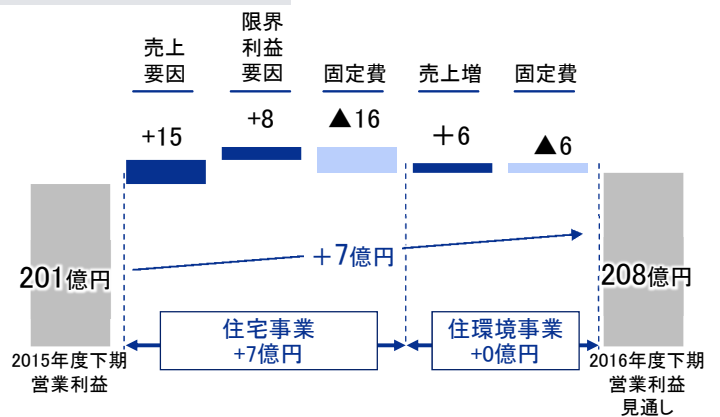 売上
要因
限界
利益
要因
固定費
売上増
固定費
+15
+8
▲16
＋6
▲6
＋7億円
201億円
208億円
住宅事業
+7億円
住環境事業
+0億円
2015年度下期
営業利益
2016年度下期
営業利益
見通し